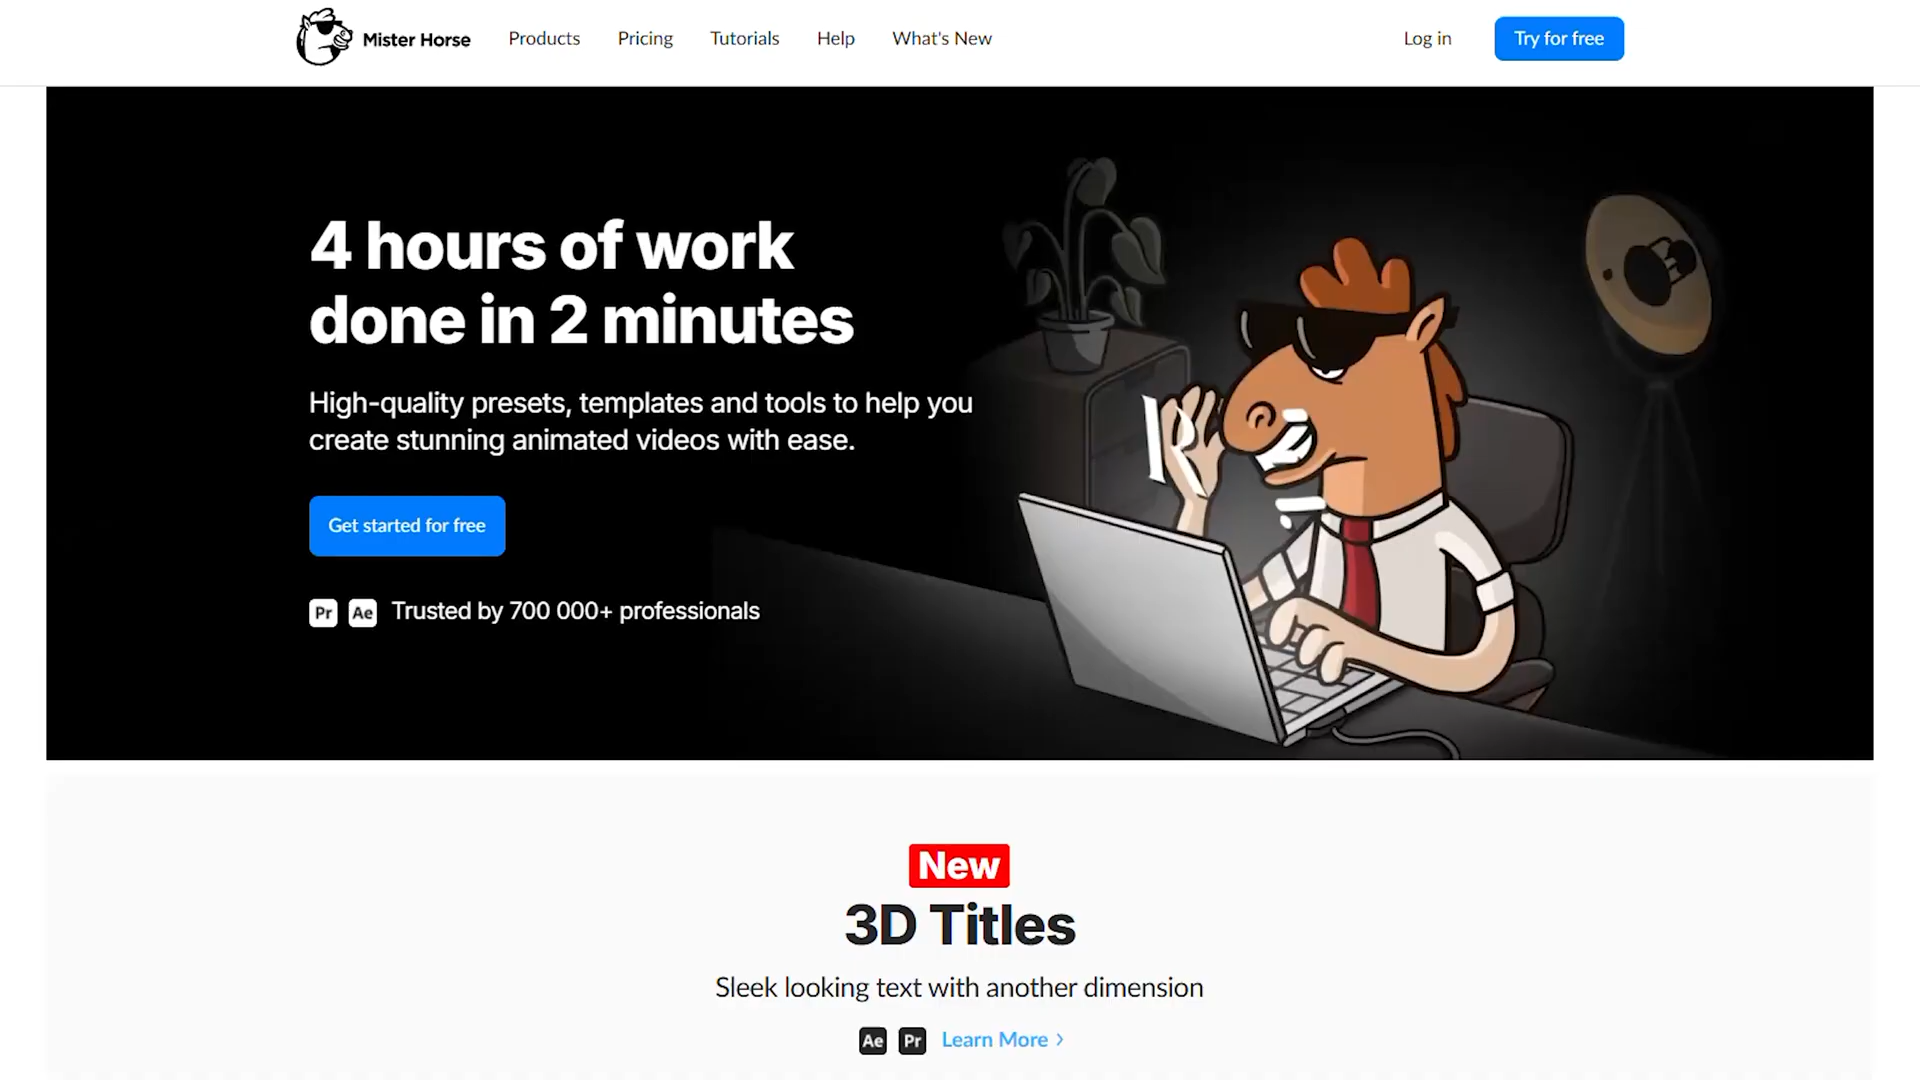 Mister Horse
Products
Pricing
Tutorials
Help
What's New
Log in
Try for free
4 hours of work
done in 2 minutes
High-quality presets, templates and tools to help you
create stunning animated videos with ease.
Get started for free
Pr Ae Trusted by 700 000+ professionals
New
3D Titles
Sleek looking text with another dimension
Ae Pr Learn More >